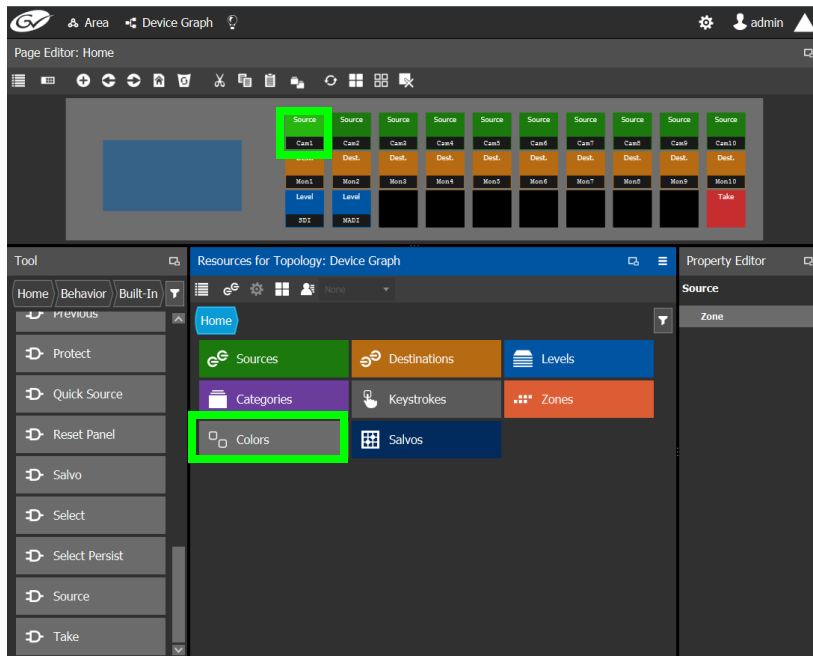 GV Area Device Graph admin
Page Editor: Home
Source Source Source Source Source Source Source Source Source Source
Cam1 Cam2 Cam3 Cam4 Cam5 Cam6 Cam7 Cam8 Cam9 Cam10
Dest. Dest. Dest. Dest. Dest. Dest. Dest. Dest. Dest.
Mon1 Mon2 Mon3 Mon4 Mon5 Mon6 Mon7 Mon8 Mon9 Mon10
Level Level Take
SDI MADI
Tool
Home Behavior Built-In
Previous
Protect
Quick Source
Reset Panel
Salvo
Select
Select Persist
Source
Take
Resources for Topology: Device Graph
None
Home
Sources Destinations Levels
Categories Keystrokes Zones
Colors Salvos
Property Editor
Source
Zone